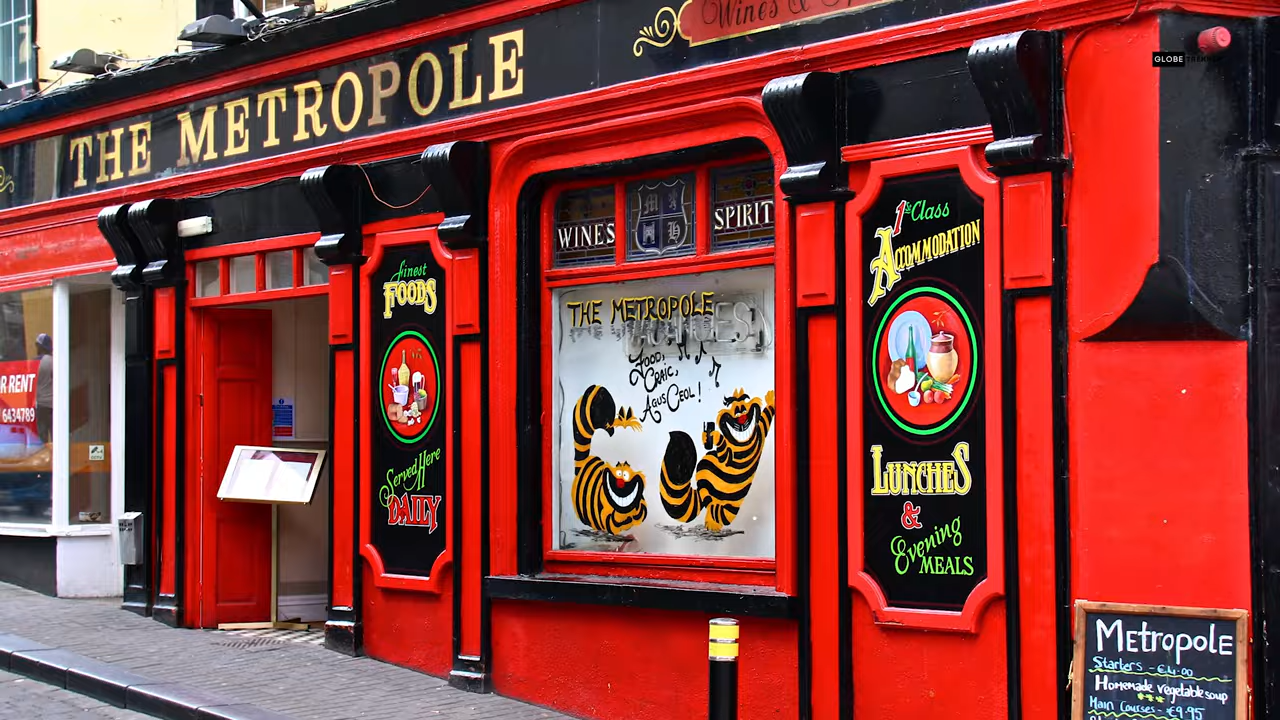 THE METROPOLE
Wines &
GLOBE
WINES
SPIRIT
M H
H
Finest
FOODS
Served Here
DAILY
THE METROPOLE
FOOD,
CRAIC,
AGUS CEOL!
1st Class
ACCOMMODATION
LUNCHES
&
Evening
MEALS
R RENT
6434789
Metropole
Starters - €4.00
Homemade vegetable soup
Main Courses - €9.95